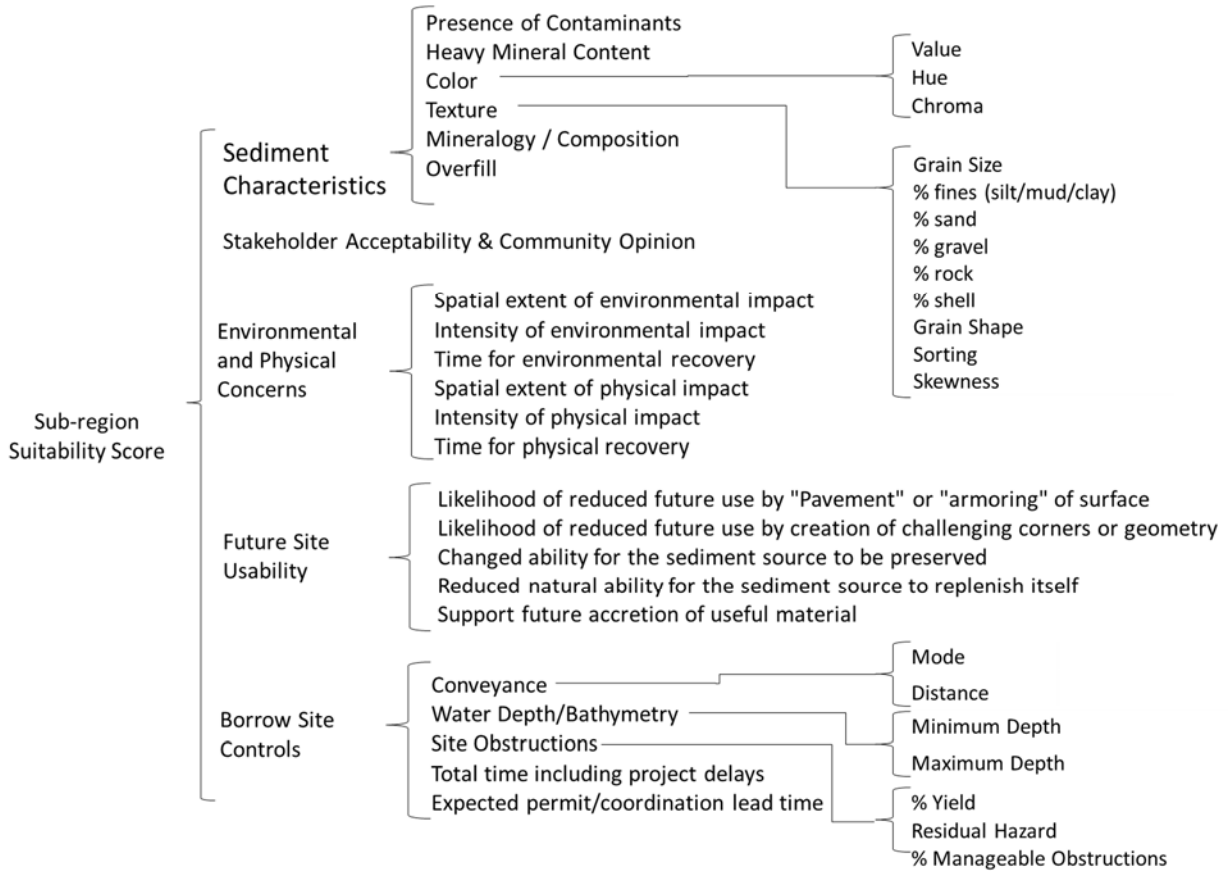 Sub-region
Suitability Score
Sediment
Characteristics
Presence of Contaminants
Heavy Mineral Content
Color
Texture
Mineralogy / Composition
Overfill
Value
Hue
Chroma
Grain Size
% fines (silt/mud/clay)
% sand
% gravel
% rock
% shell
Grain Shape
Sorting
Skewness
Stakeholder Acceptability & Community Opinion
Environmental
and Physical
Concerns
Spatial extent of environmental impact
Intensity of environmental impact
Time for environmental recovery
Spatial extent of physical impact
Intensity of physical impact
Time for physical recovery
Future Site
Usability
Likelihood of reduced future use by "Pavement" or "armoring" of surface
Likelihood of reduced future use by creation of challenging corners or geometry
Changed ability for the sediment source to be preserved
Reduced natural ability for the sediment source to replenish itself
Support future accretion of useful material
Borrow Site
Controls
Conveyance
Water Depth/Bathymetry
Site Obstructions
Total time including project delays
Expected permit/coordination lead time
Mode
Distance
Minimum Depth
Maximum Depth
% Yield
Residual Hazard
% Manageable Obstructions